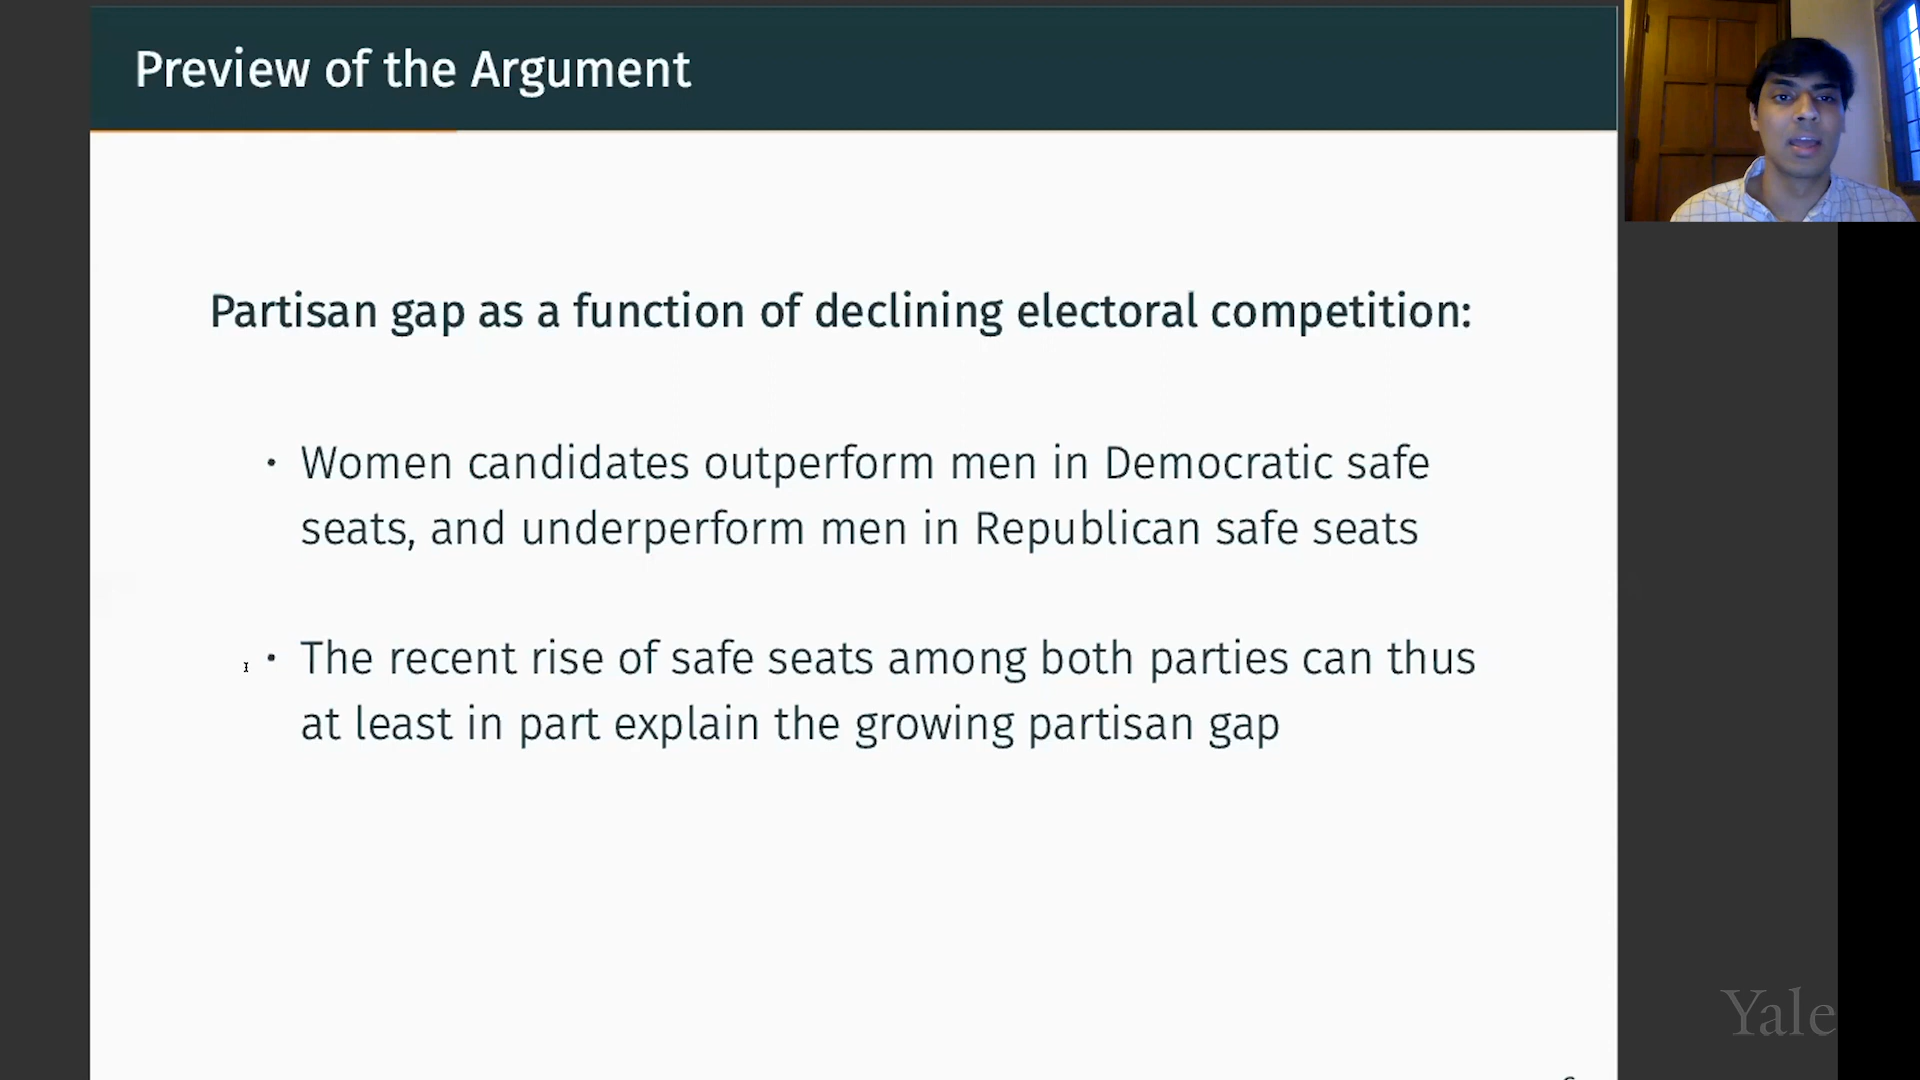 Preview of the Argument
Partisan gap as a function of declining electoral competition:
• Women candidates outperform men in Democratic safe
seats, and underperform men in Republican safe seats
• The recent rise of safe seats among both parties can thus
at least in part explain the growing partisan gap
Yale